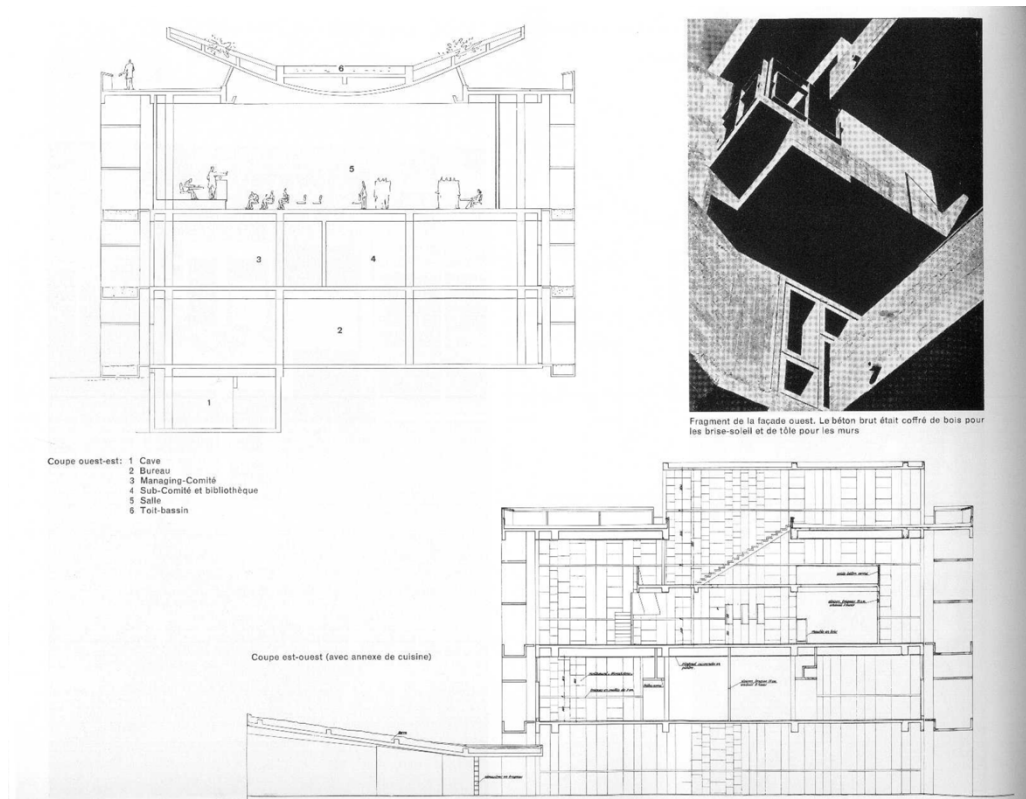 6
5
3
4
2
1
Fragment de la façade ouest. Le béton brut était coffré de bois pour
les brise-soleil et de tôle pour les murs
Coupe ouest-est: 1 Cave
2 Bureau
3 Managing-Comité
4 Sub-Comité et bibliothèque
5 Salle
6 Toit-bassin
Coupe est-ouest (avec annexe de cuisine)